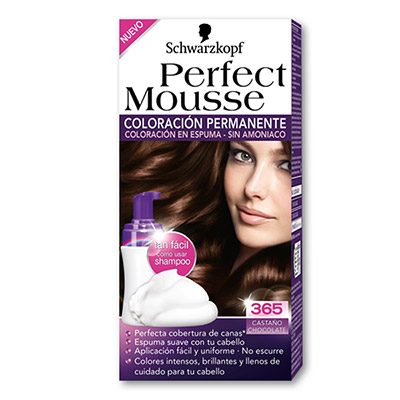 NUEVO
Schwarzkopf
Perfect
Mousse
COLORACIÓN PERMANENTE
COLORACIÓN EN ESPUMA - SIN AMONIACO
tan fácil
como usar
shampoo
365
CASTAÑO
CHOCOLATE
• Perfecta cobertura de canas*
• Espuma suave con tu cabello
• Aplicación fácil y uniforme - No escurre
• Colores intensos, brillantes y llenos de
cuidado para tu cabello